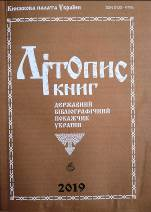 Книжкова палата України
Літопис
книг
ДЕРЖАВНИЙ
БІБЛІОГРАФІЧНИЙ
ПОКАЖЧИК
УКРАЇНИ
2019